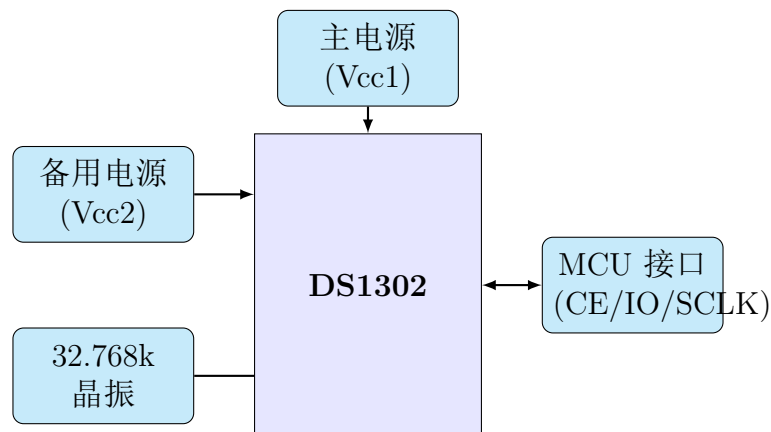 主电源
(Vcc1)
备用电源
(Vcc2)
DS1302
MCU 接口
(CE/IO/SCLK)
32.768k
晶振